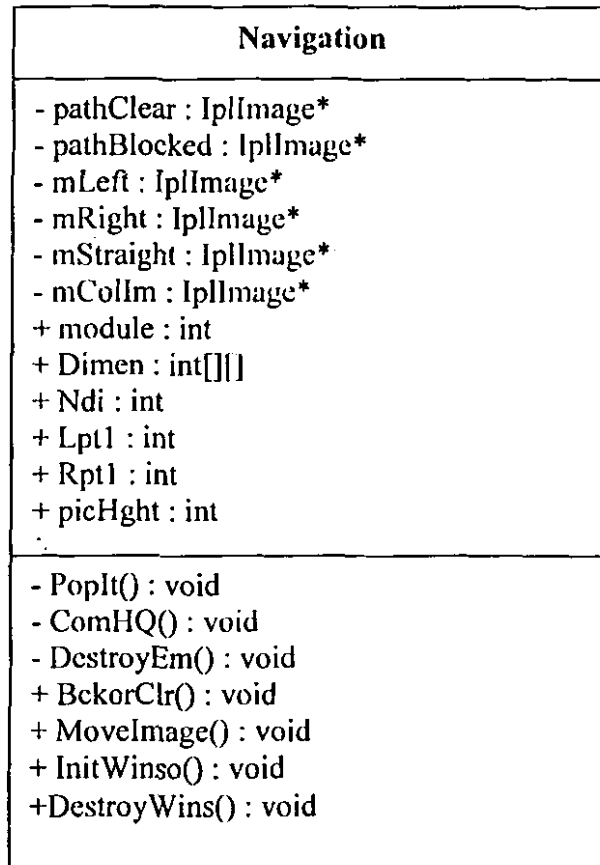 Navigation
- pathClear : IplImage*
- pathBlocked : IplImage*
- mLeft : IplImage*
- mRight : IplImage*
- mStraight : IplImage*
- mColIm : IplImage*
+ module : int
+ Dimen : int[][]
+ Ndi : int
+ Lpt1 : int
+ Rpt1 : int
+ picHght : int
- PopIt() : void
- ComHQ() : void
- DestroyEm() : void
+ BckorClr() : void
+ MoveImage() : void
+ InitWinso() : void
+DestroyWins() : void